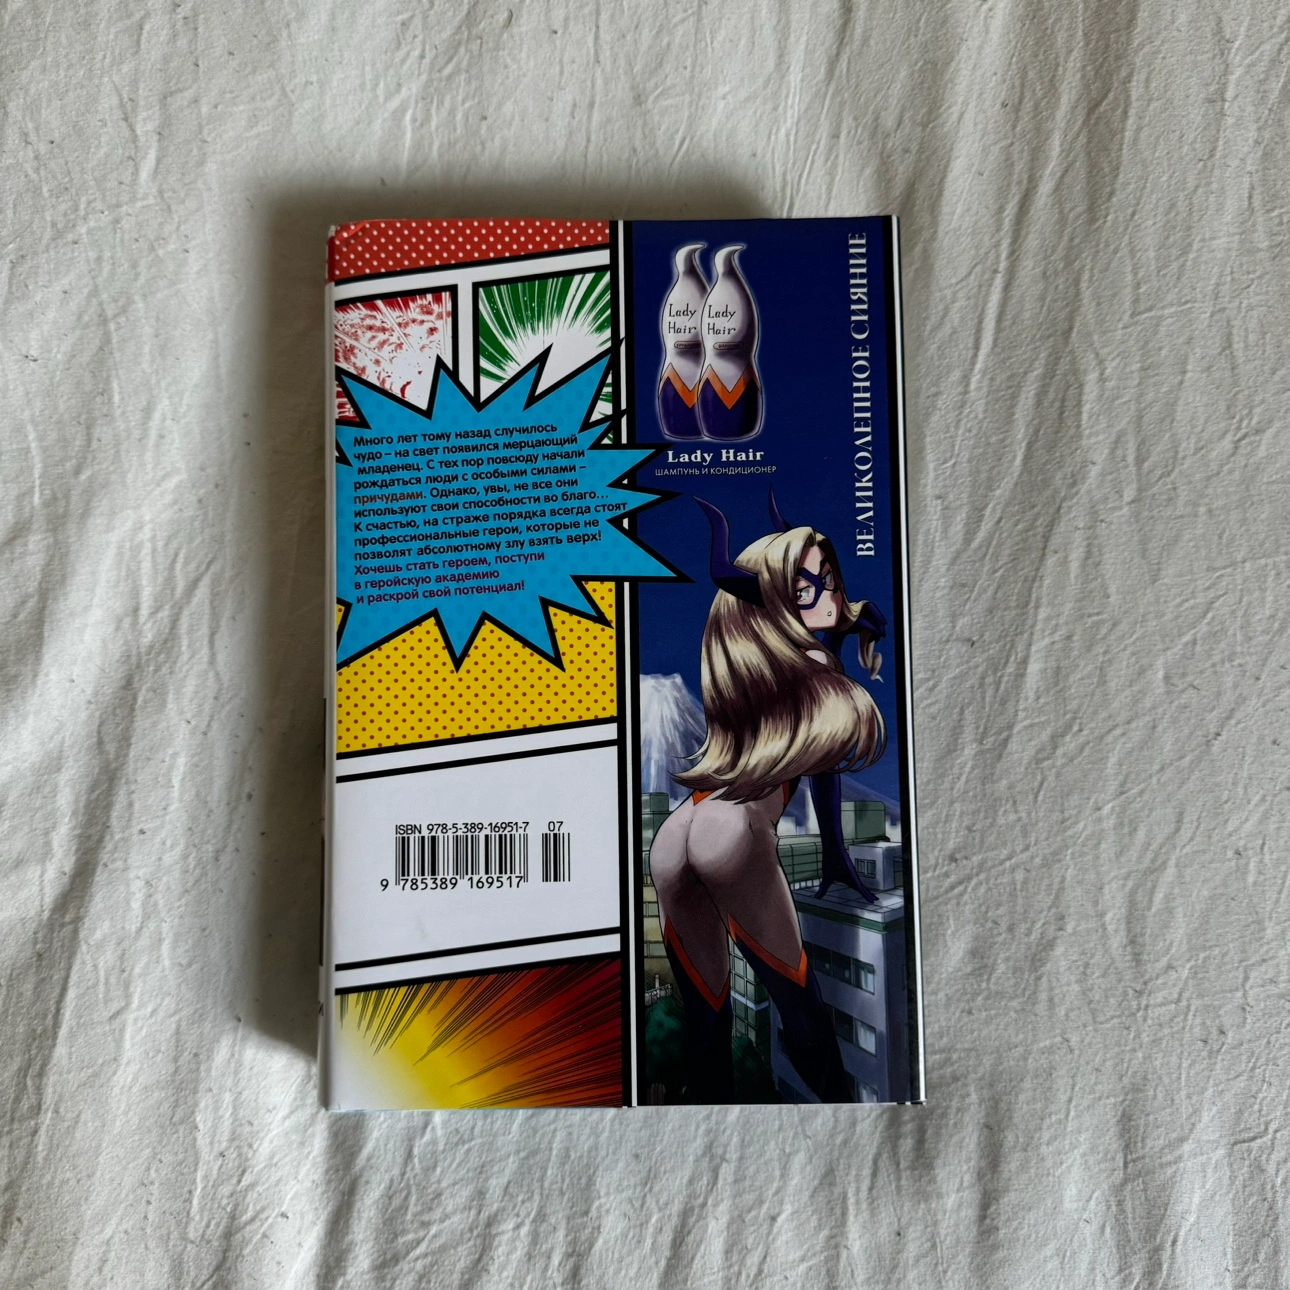 Много лет тому назад случилось
чудо – на свет появился мерцающий
младенец. С тех пор повсюду начали
рождаться люди с особыми силами –
причудами. Однако, увы, не все они
используют свои способности во благо...
К счастью, на страже порядка всегда стоят
профессиональные герои, которые не
позволят абсолютному злу взять верх!
Хочешь стать героем, поступи
в геройскую академию
и раскрой свой потенциал!
ISBN 978-5-389-16951-7 07
9 785389 169517
Lady
Hair
Lady
Hair
Lady Hair
ШАМПУНЬ И КОНДИЦИОНЕР
ВЕЛИКОЛЕПНОЕ СИЯНИЕ